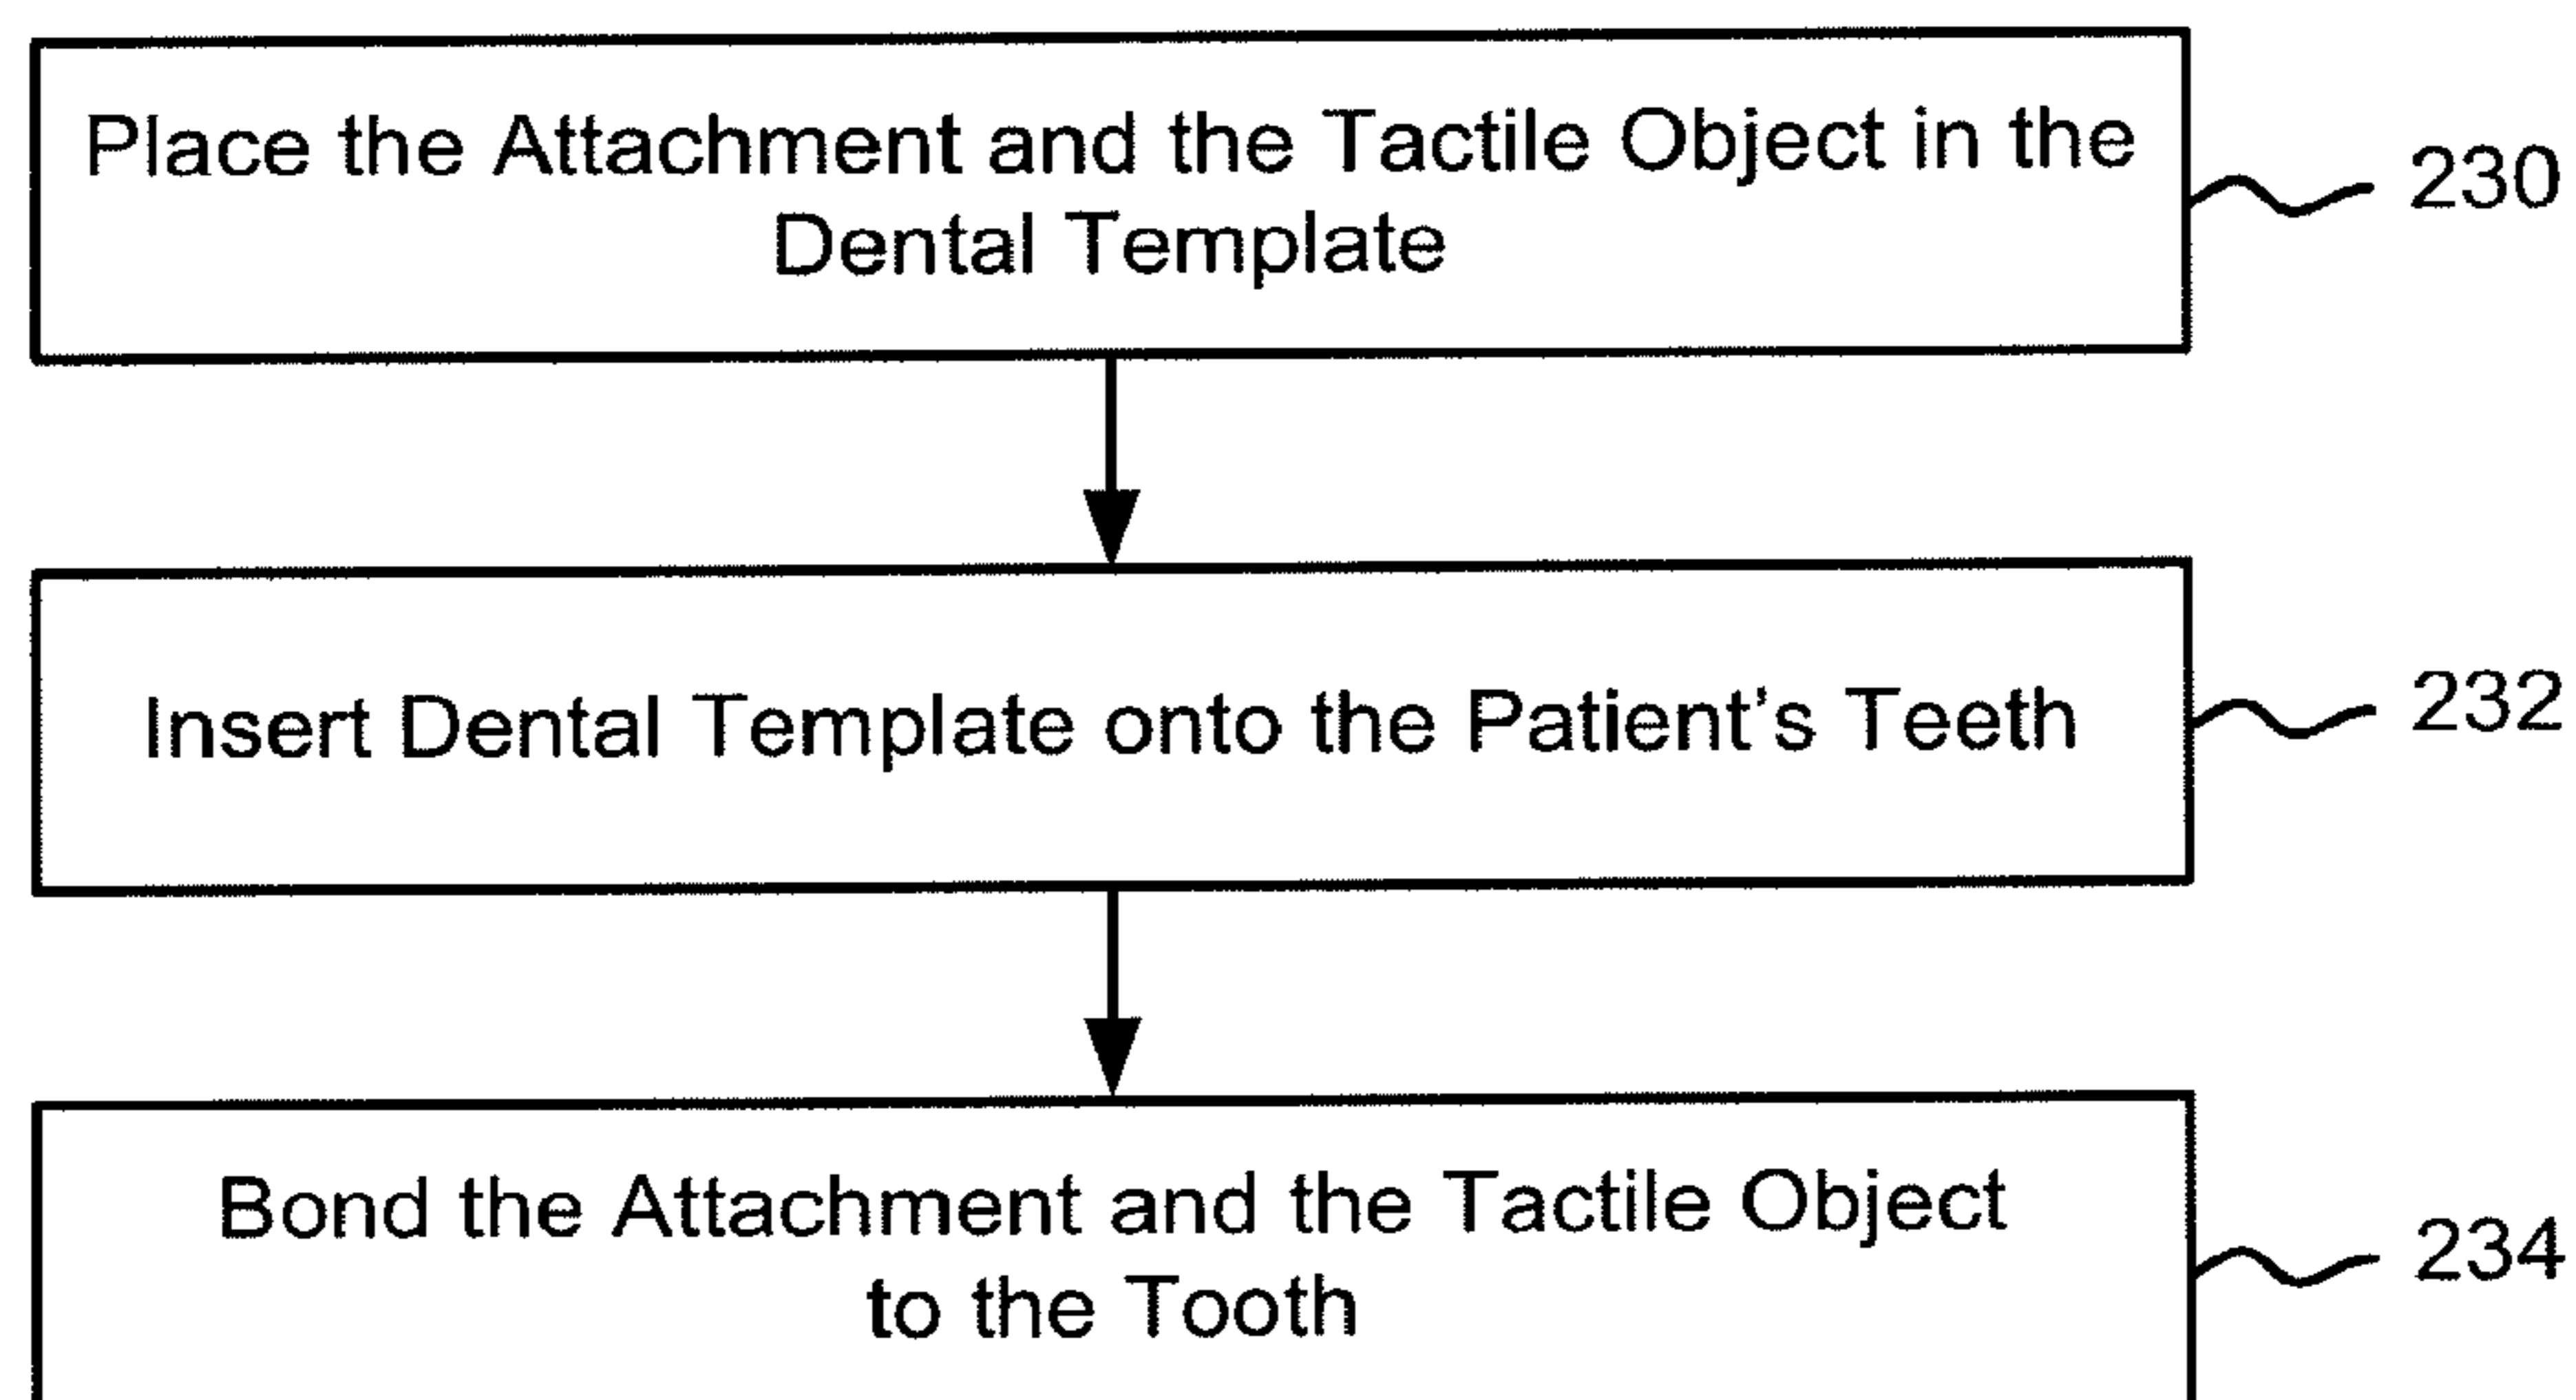 Place the Attachment and the Tactile Object in the
Dental Template
230
Insert Dental Template onto the Patient's Teeth
232
Bond the Attachment and the Tactile Object
to the Tooth
234